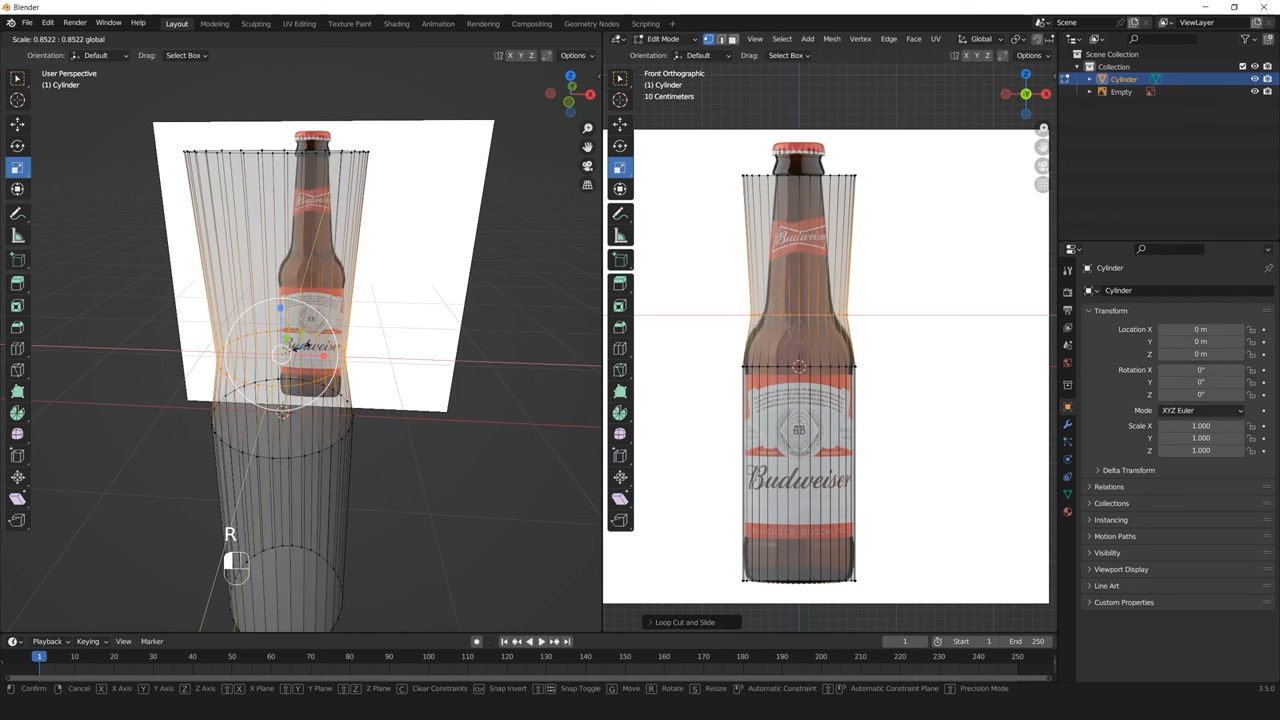 Blender
File Edit Render Window Help Layout Modeling Sculpting UV Editing Texture Paint Shading Animation Rendering Compositing Geometry Nodes Scripting + Scene ViewLayer
Scale: 0.8522 : 0.8522 global
Edit Mode View Select Add Mesh Vertex Edge Face UV Global
Orientation: Default Drag: Select Box X Y Z Options
Orientation: Default Drag: Select Box X Y Z Options
Scene Collection
Collection
Cylinder
Empty
User Perspective
(1) Cylinder
Front Orthographic
(1) Cylinder
10 Centimeters
Z
X
Z
-Y
X
Budweiser
Budweiser
Budweiser
Budweiser
R
Loop Cut and Slide
Cylinder
Cylinder
Transform
Location X 0 m
Y 0 m
Z 0 m
Rotation X 0°
Y 0°
Z 0°
Mode XYZ Euler
Scale X 1.000
Y 1.000
Z 1.000
Delta Transform
Relations
Collections
Instancing
Motion Paths
Visibility
Viewport Display
Line Art
Custom Properties
Playback Keying View Marker 1 Start 1 End 250
1 10 20 30 40 50 60 70 80 90 100 110 120 130 140 150 160 170 180 190 200 210 220 230 240 250
Confirm Cancel X X Axis Y Y Axis Z Z Axis X X Plane Y Y Plane Z Z Plane C Clear Constraints Ctrl Snap Invert Snap Toggle G Move R Rotate S Resize Automatic Constraint Automatic Constraint Plane Precision Mode 3.5.0